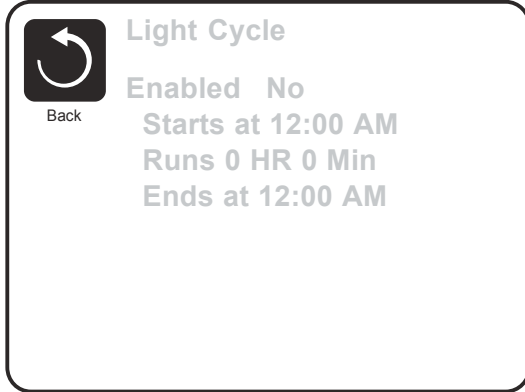 Light Cycle
Back
Enabled No
Starts at 12:00 AM
Runs 0 HR 0 Min
Ends at 12:00 AM